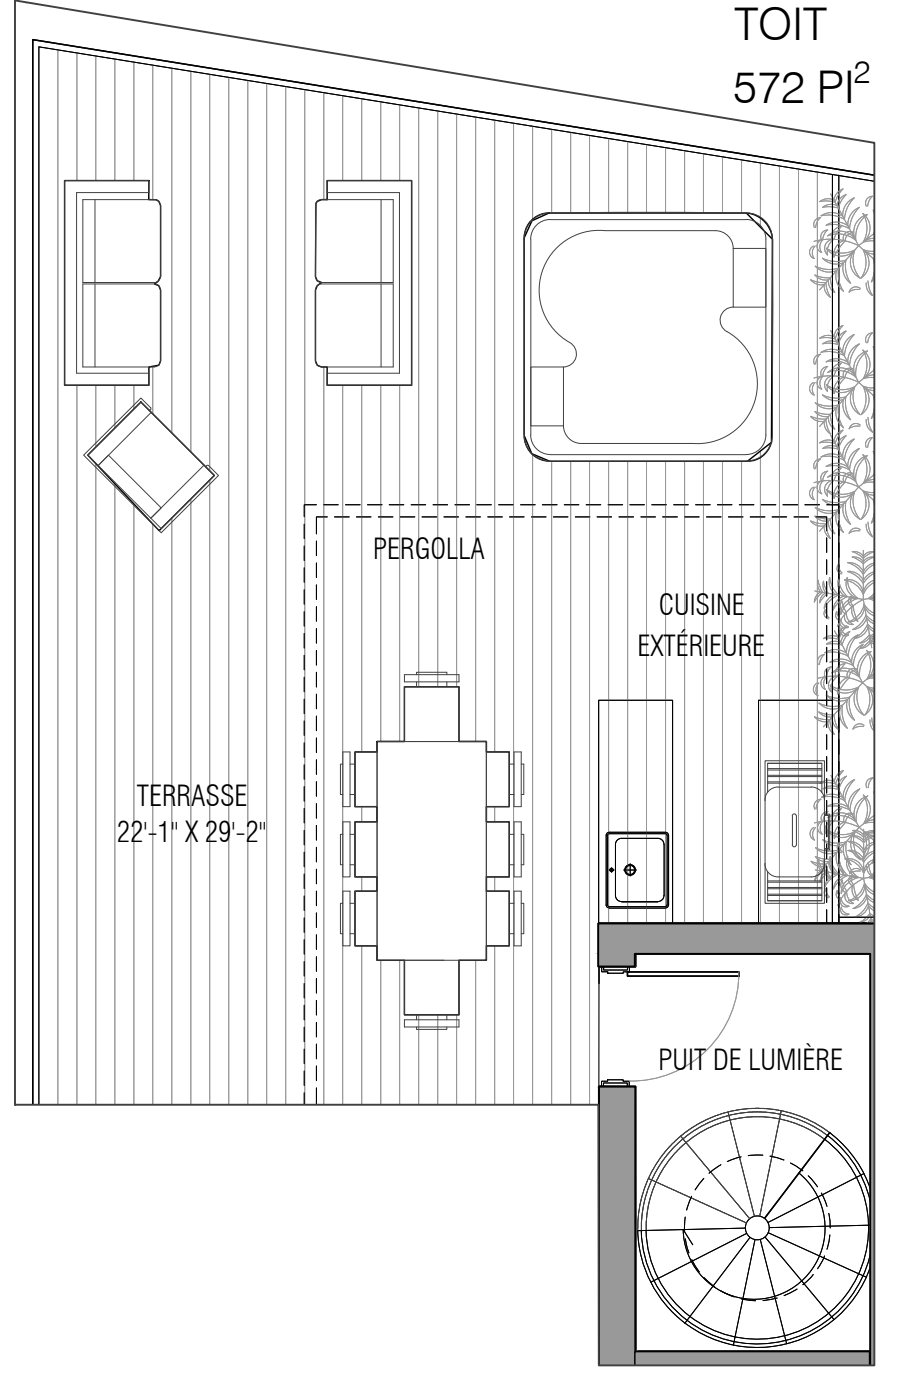 TOIT
572 PI²
PERGOLLA
CUISINE
EXTÉRIEURE
TERRASSE
22'-1" X 29'-2"
PUIT DE LUMIÈRE